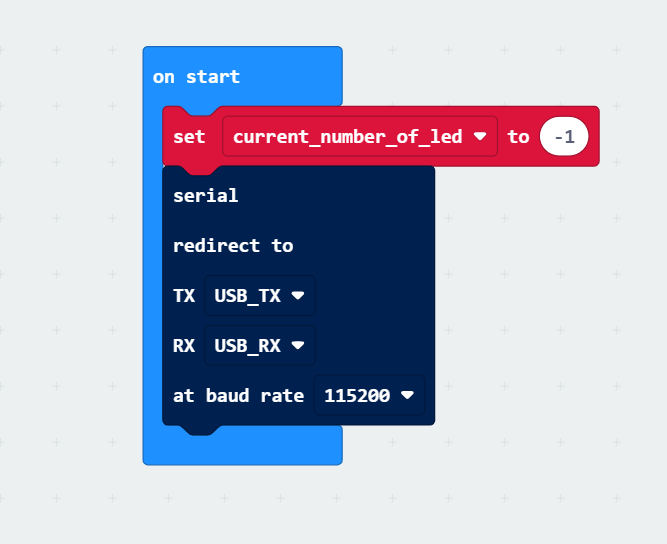 on start
set current_number_of_led to -1
serial
redirect to
TX USB_TX
RX USB_RX
at baud rate 115200